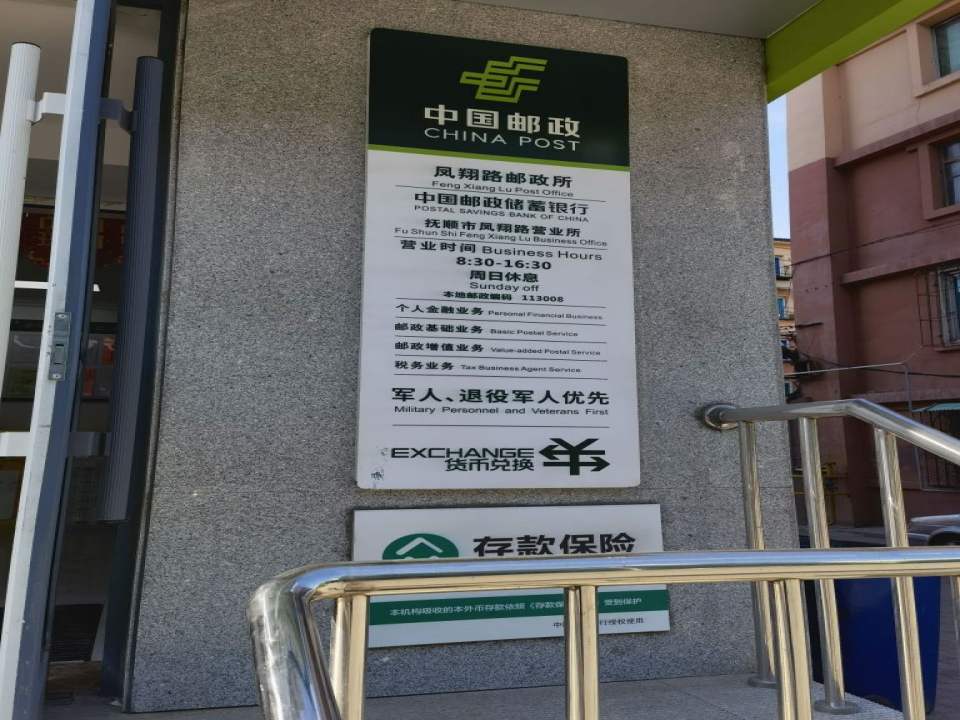 中国邮政
CHINA POST
凤翔路邮政所
Feng Xiang Lu Post Office
中国邮政储蓄银行
POSTAL SAVINGS BANK OF CHINA
抚顺市凤翔路营业所
Fu Shun Shi Feng Xiang Lu Business Office
营业时间 Business Hours
8:30-16:30
周日休息
Sunday off
本地邮政编码 113008
个人金融业务 Personal Financial Business
邮政基础业务 Basic Postal Service
邮政增值业务 Value-added Postal Service
税务业务 Tax Business Agent Service
军人、退役军人优先
Military Personnel and Veterans First
EXCHANGE
货币兑换
存款保险
本机构吸收的本外币存款依照《存款保 受到保护
中 行授权使用